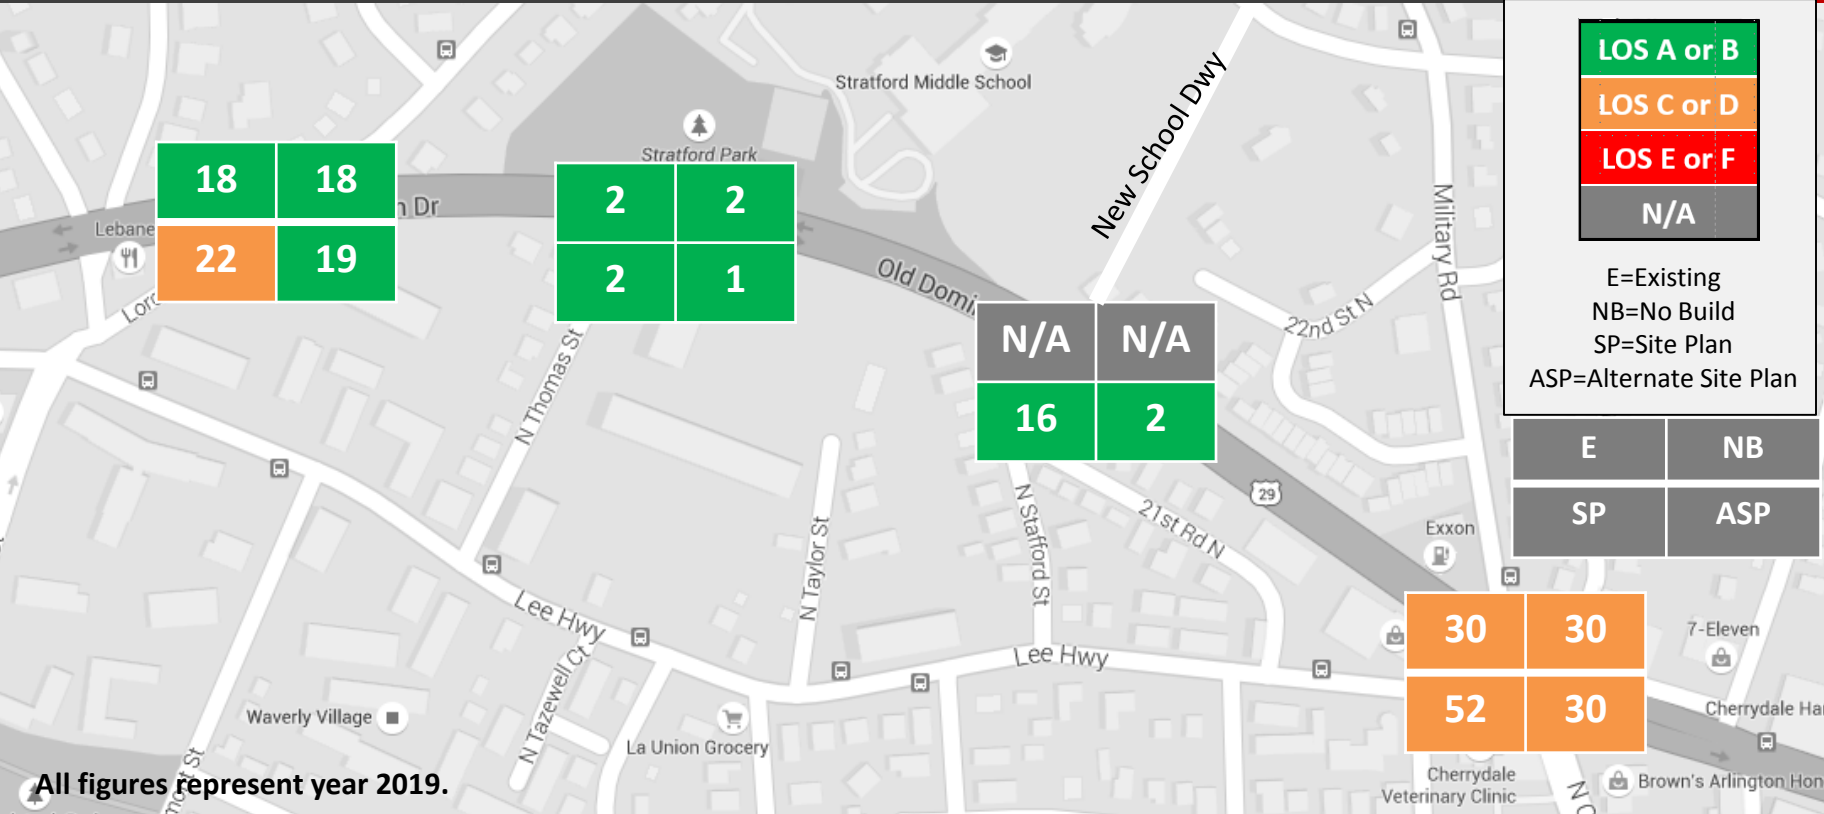 LOS A or B
LOS C or D
LOS E or F
N/A
E=Existing
NB=No Build
SP=Site Plan
ASP=Alternate Site Plan
E NB
SP ASP
Stratford Middle School
New School Dwy
Military Rd
Stratford Park
18 18
22 19
n Dr
Lebane
Lor
2 2
2 1
Old Domi
22nd St N
N/A N/A
16 2
N Thomas St
29
21st Rd N
N Stafford St
N Taylor St
Exxon
Lee Hwy
30 30
52 30
7-Eleven
Lee Hwy
N Tazewell Ct
Waverly Village
La Union Grocery
Cherrydale Ha
Cherrydale
Veterinary Clinic
Brown's Arlington Hon
mont St
All figures represent year 2019.